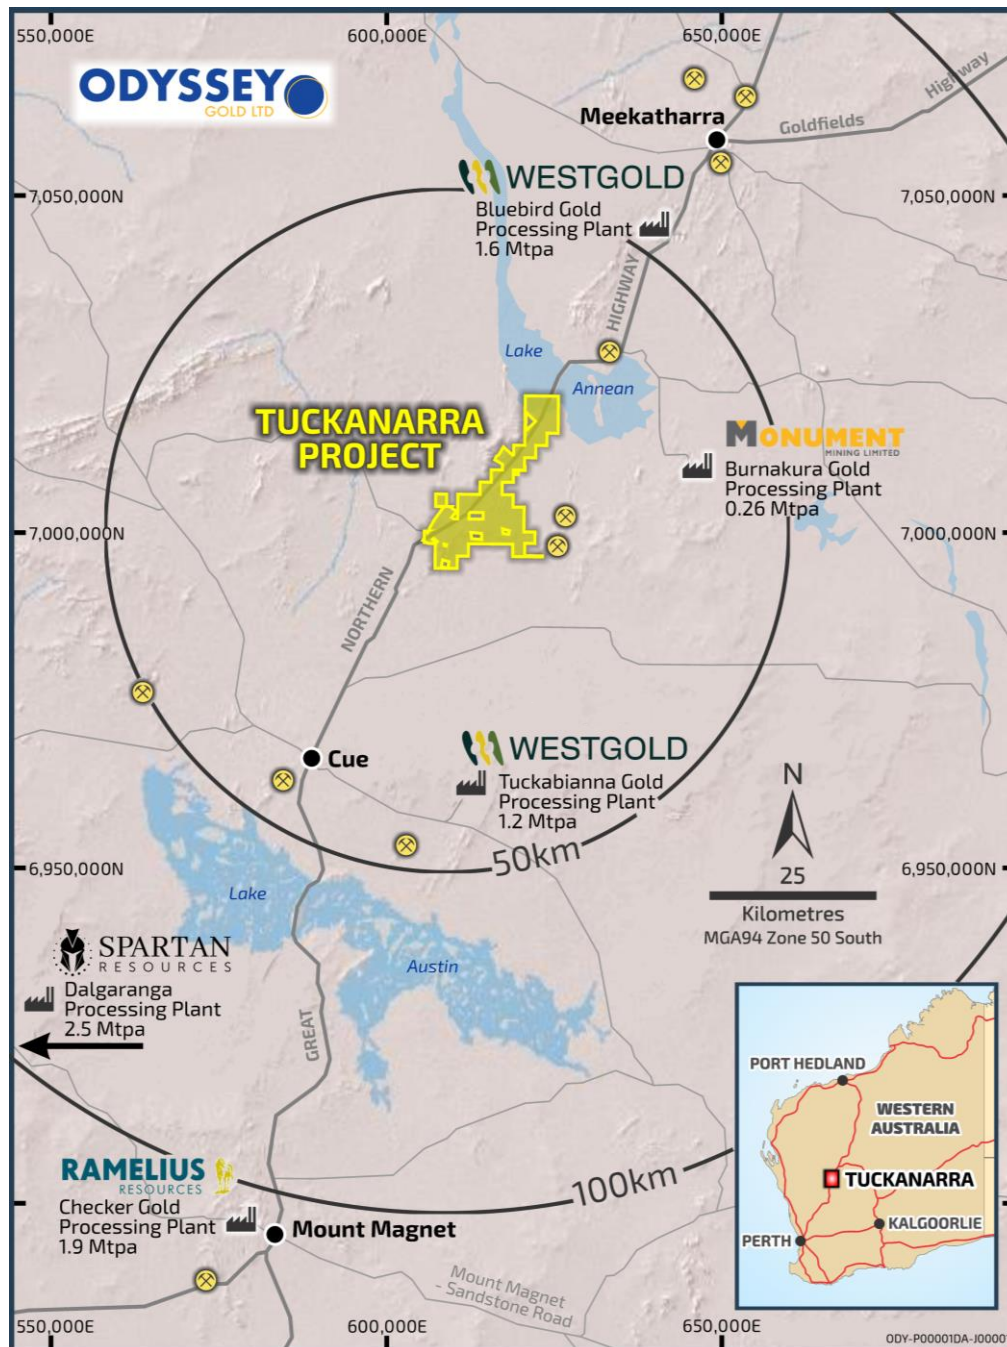 550,000E
600,000E
650,000E
ODYSSEY
GOLD LTD
Highway
Goldfields
Meekatharra
7,050,000N
7,050,000N
WESTGOLD
Bluebird Gold
Processing Plant
1.6 Mtpa
HIGHWAY
Lake
Annean
TUCKANARRA
PROJECT
MONUMENT
MINING LIMITED
Burnakura Gold
Processing Plant
0.26 Mtpa
7,000,000N
7,000,000N
NORTHERN
WESTGOLD
Cue
Tuckabianna Gold
Processing Plant
1.2 Mtpa
N
50km
6,950,000N
6,950,000N
25
Kilometres
MGA94 Zone 50 South
Lake
Austin
SPARTAN
RESOURCES
Dalgaranga
Processing Plant
2.5 Mtpa
GREAT
PORT HEDLAND
WESTERN
AUSTRALIA
TUCKANARRA
KALGOORLIE
PERTH
100km
RAMELIUS
RESOURCES
Checker Gold
Processing Plant
1.9 Mtpa
Mount Magnet
Mount Magnet
- Sandstone Road
550,000E
600,000E
650,000E